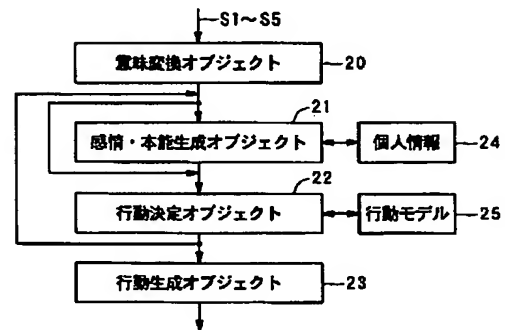 S1～S5
意味変換オブジェクト 20
21
感情・本能生成オブジェクト 個人情報 24
22
行動決定オブジェクト 行動モデル 25
行動生成オブジェクト 23